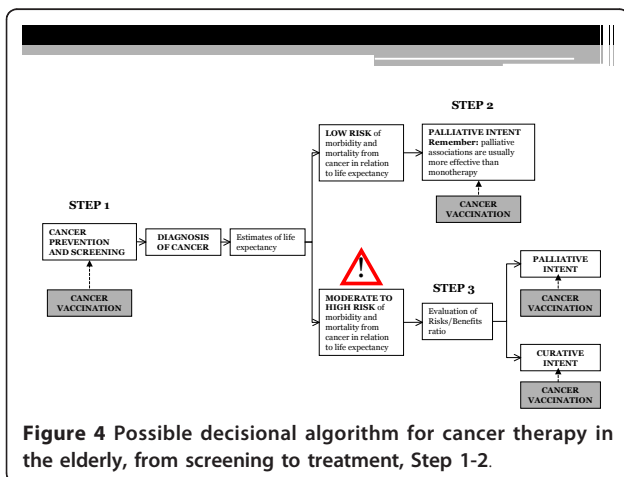 STEP 1
CANCER
PREVENTION
AND SCREENING
CANCER
VACCINATION
DIAGNOSIS
OF CANCER
Estimates of life
expectancy
LOW RISK of
morbidity and
mortality from
cancer in relation
to life expectancy
STEP 2
PALLIATIVE INTENT
Remember: palliative
associations are usually
more effective than
monotherapy
CANCER
VACCINATION
!
MODERATE TO
HIGH RISK of
morbidity and
mortality from
cancer in relation
to life expectancy
STEP 3
Evaluation of
Risks/Benefits
ratio
PALLIATIVE
INTENT
CANCER
VACCINATION
CURATIVE
INTENT
CANCER
VACCINATION
Figure 4 Possible decisional algorithm for cancer therapy in
the elderly, from screening to treatment, Step 1-2.